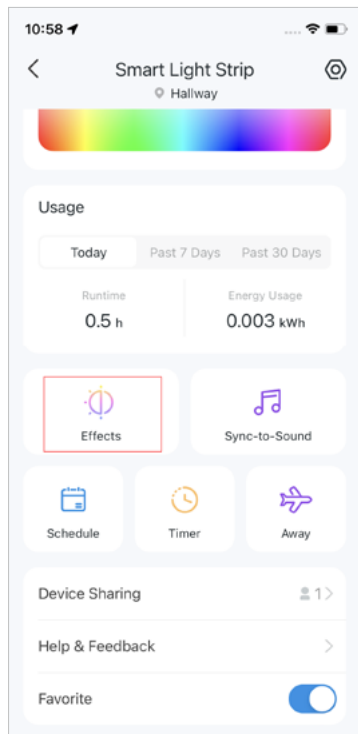 10:58
Smart Light Strip
Hallway
Usage
Today Past 7 Days Past 30 Days
Runtime Energy Usage
0.5 h 0.003 kWh
Effects Sync-to-Sound
Schedule Timer Away
Device Sharing 1
Help & Feedback
Favorite